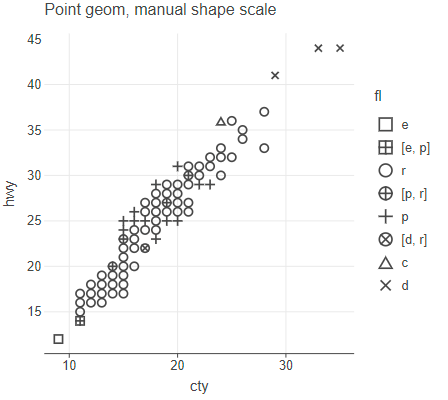 Point geom, manual shape scale
45
40
35
30
25
20
15
hwy
10 20 30
cty
fl
e
[e, p]
r
[p, r]
p
[d, r]
c
d